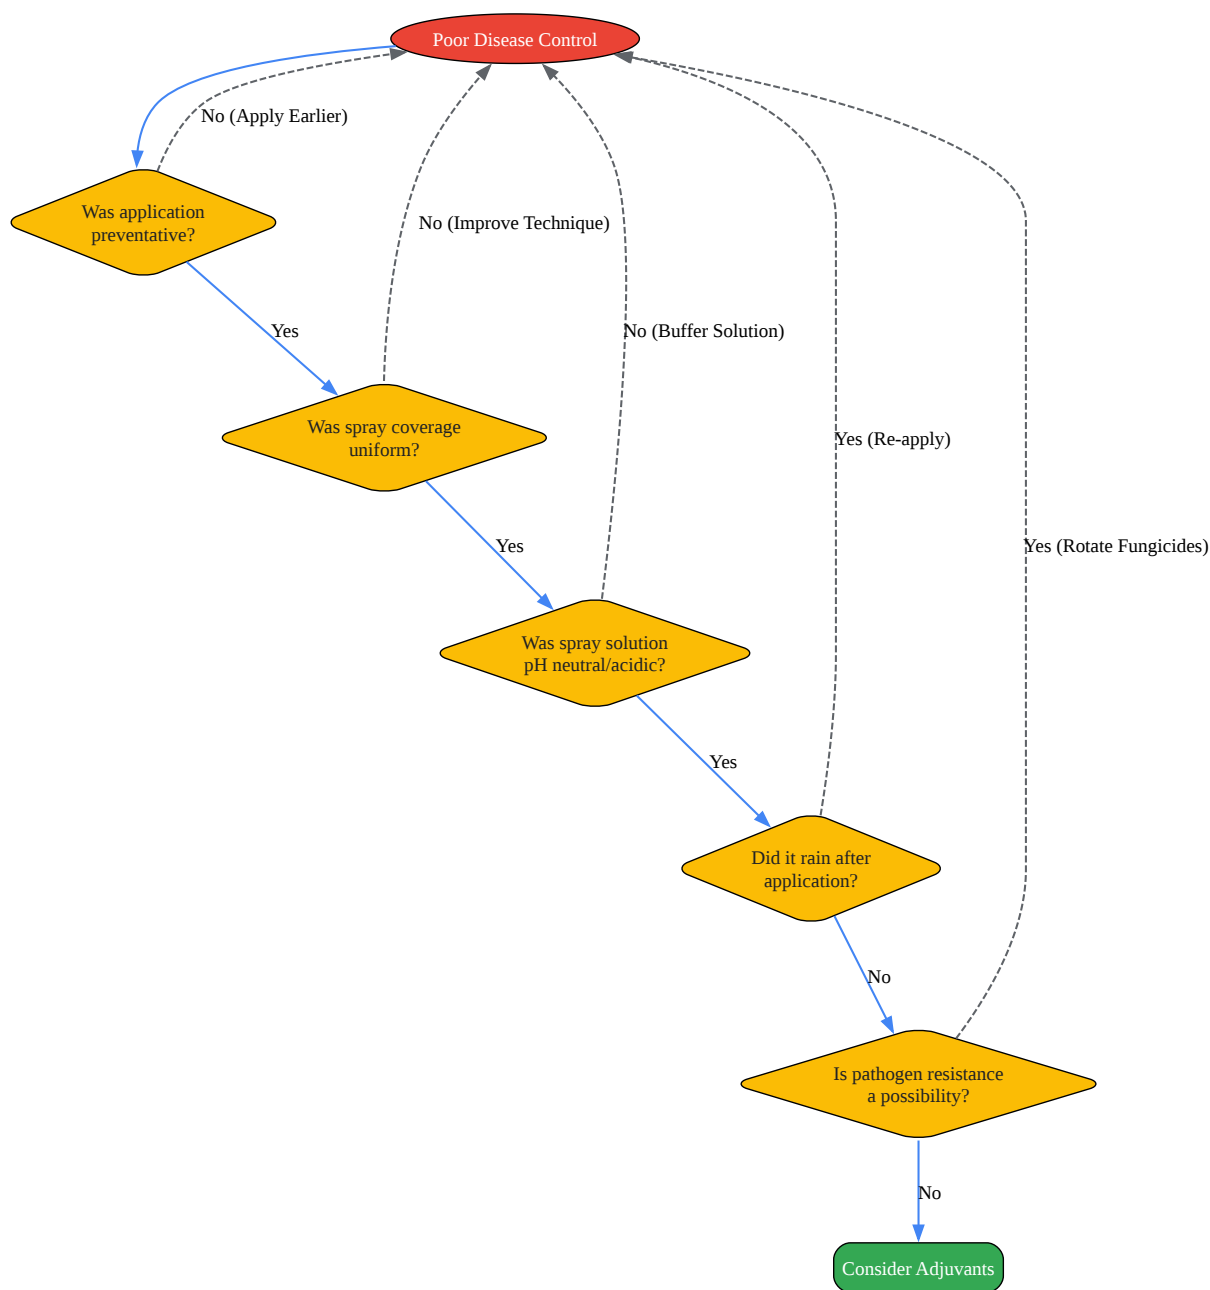 Poor Disease Control
No (Apply Earlier)
Was application
preventative?
No (Improve Technique)
Yes
No (Buffer Solution)
Was spray coverage
uniform?
Yes (Re-apply)
Yes
Yes (Rotate Fungicides)
Was spray solution
pH neutral/acidic?
Yes
Did it rain after
application?
No
Is pathogen resistance
a possibility?
No
Consider Adjuvants